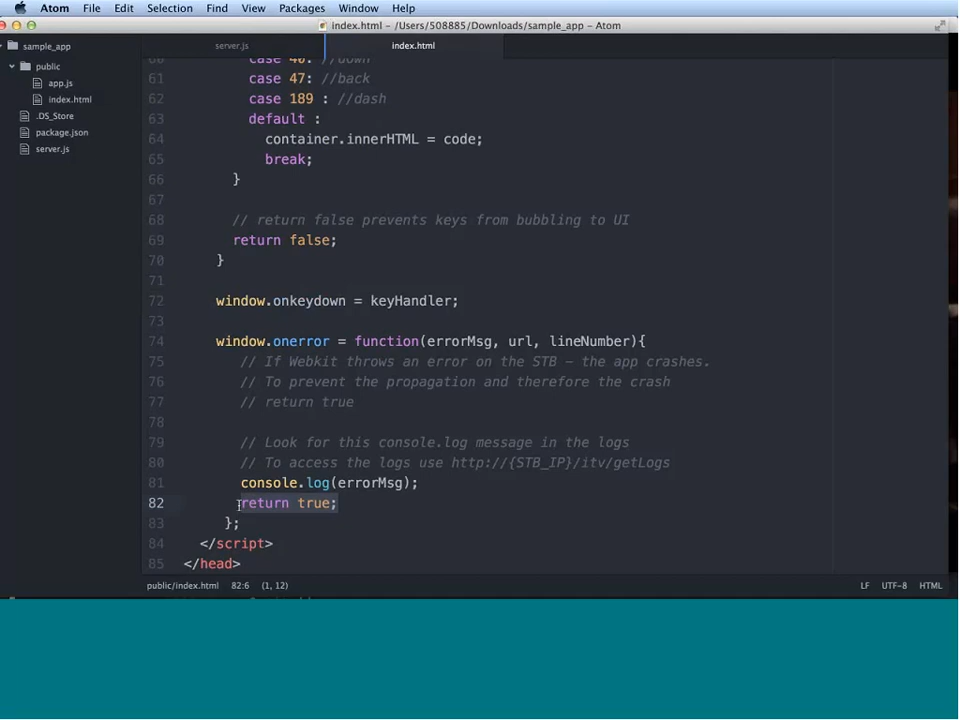 Atom File Edit Selection Find View Packages Window Help
index.html - /Users/508885/Downloads/sample_app - Atom
sample_app
public
app.js
index.html
.DS_Store
package.json
server.js
server.js index.html
60 case 40: //down
61 case 47: //back
62 case 189 : //dash
63 default :
64 container.innerHTML = code;
65 break;
66 }
67
68 // return false prevents keys from bubbling to UI
69 return false;
70 }
71
72 window.onkeydown = keyHandler;
73
74 window.onerror = function(errorMsg, url, lineNumber){
75 // If Webkit throws an error on the STB - the app crashes.
76 // To prevent the propagation and therefore the crash
77 // return true
78
79 // Look for this console.log message in the logs
80 // To access the logs use http://{STB_IP}/itv/getLogs
81 console.log(errorMsg);
82 return true;
83 };
84 </script>
85 </head>
public/index.html 82:6 (1, 12) LF UTF-8 HTML